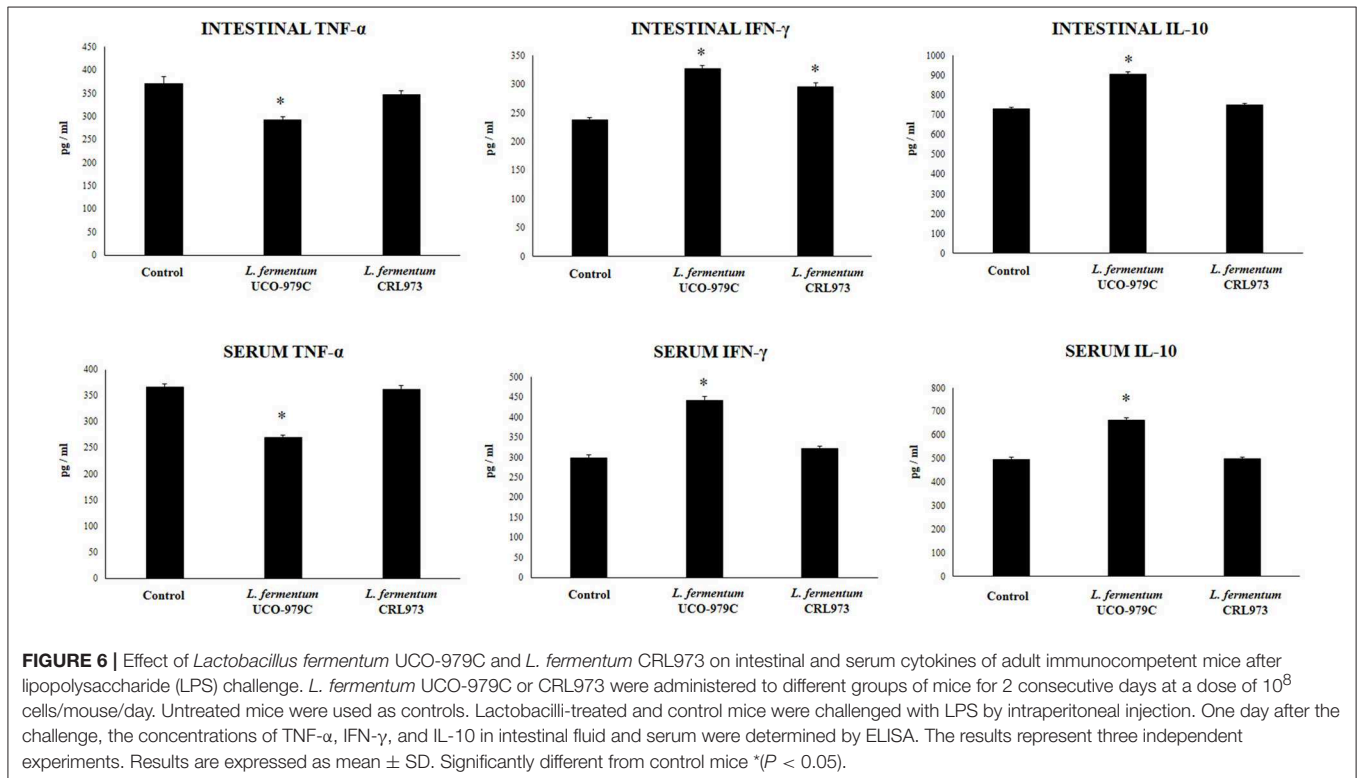 INTESTINAL TNF-α
450
400
350
300
250
200
150
100
50
0
pg / ml
*
Control
L. fermentum
UCO-979C
L. fermentum
CRL973
INTESTINAL IFN-γ
350
300
250
200
150
100
50
0
pg / ml
*
*
Control
L. fermentum
UCO-979C
L. fermentum
CRL973
INTESTINAL IL-10
1000
900
800
700
600
500
400
300
200
100
0
pg / ml
*
Control
L. fermentum
UCO-979C
L. fermentum
CRL973
SERUM TNF-α
400
350
300
250
200
150
100
50
0
pg / ml
*
Control
L. fermentum
UCO-979C
L. fermentum
CRL973
SERUM IFN-γ
500
450
400
350
300
250
200
150
100
50
0
pg / ml
*
Control
L. fermentum
UCO-979C
L. fermentum
CRL973
SERUM IL-10
800
700
600
500
400
300
200
100
0
pg / ml
*
Control
L. fermentum
UCO-979C
L. fermentum
CRL973
FIGURE 6 | Effect of Lactobacillus fermentum UCO-979C and L. fermentum CRL973 on intestinal and serum cytokines of adult immunocompetent mice after
lipopolysaccharide (LPS) challenge. L. fermentum UCO-979C or CRL973 were administered to different groups of mice for 2 consecutive days at a dose of 10⁸
cells/mouse/day. Untreated mice were used as controls. Lactobacilli-treated and control mice were challenged with LPS by intraperitoneal injection. One day after the
challenge, the concentrations of TNF-α, IFN-γ, and IL-10 in intestinal fluid and serum were determined by ELISA. The results represent three independent
experiments. Results are expressed as mean ± SD. Significantly different from control mice *(P < 0.05).